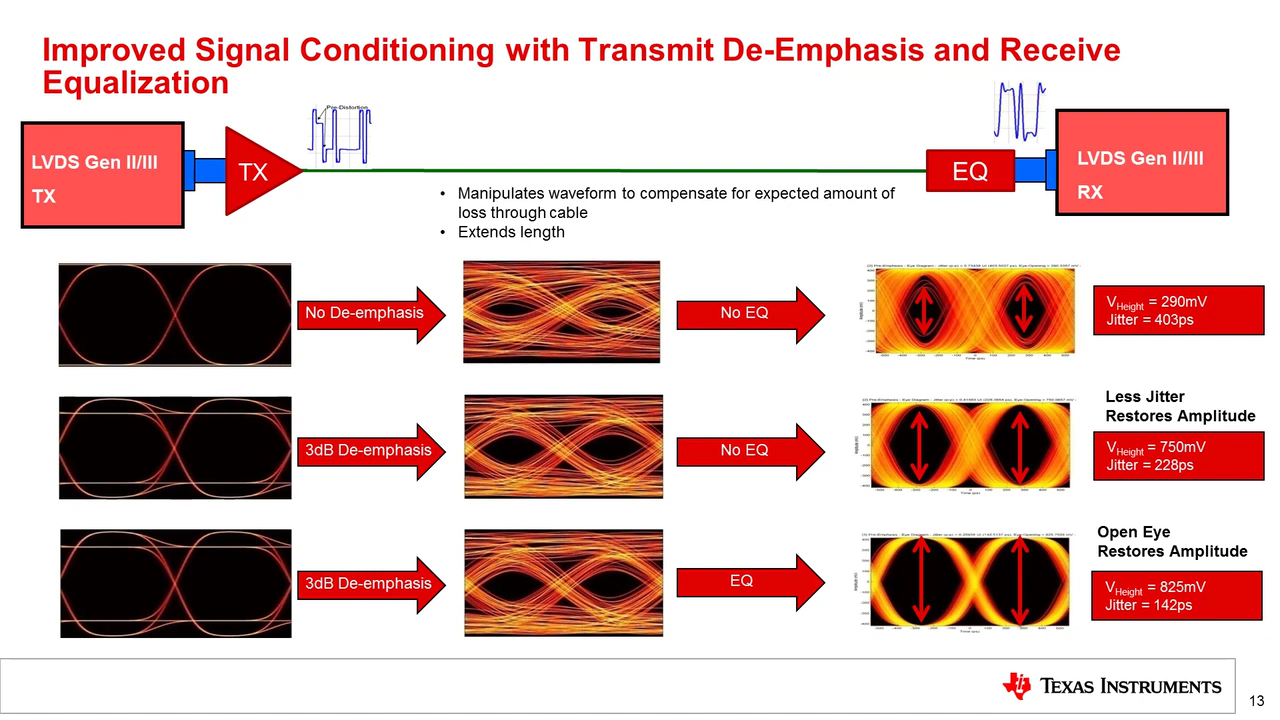 Improved Signal Conditioning with Transmit De-Emphasis and Receive
Equalization
Pre-Distortion
LVDS Gen II/III
TX
TX
EQ
LVDS Gen II/III
RX
• Manipulates waveform to compensate for expected amount of
loss through cable
• Extends length
No De-emphasis
No EQ
VHeight = 290mV
Jitter = 403ps
Less Jitter
Restores Amplitude
3dB De-emphasis
No EQ
VHeight = 750mV
Jitter = 228ps
Open Eye
Restores Amplitude
3dB De-emphasis
EQ
VHeight = 825mV
Jitter = 142ps
TEXAS INSTRUMENTS
13